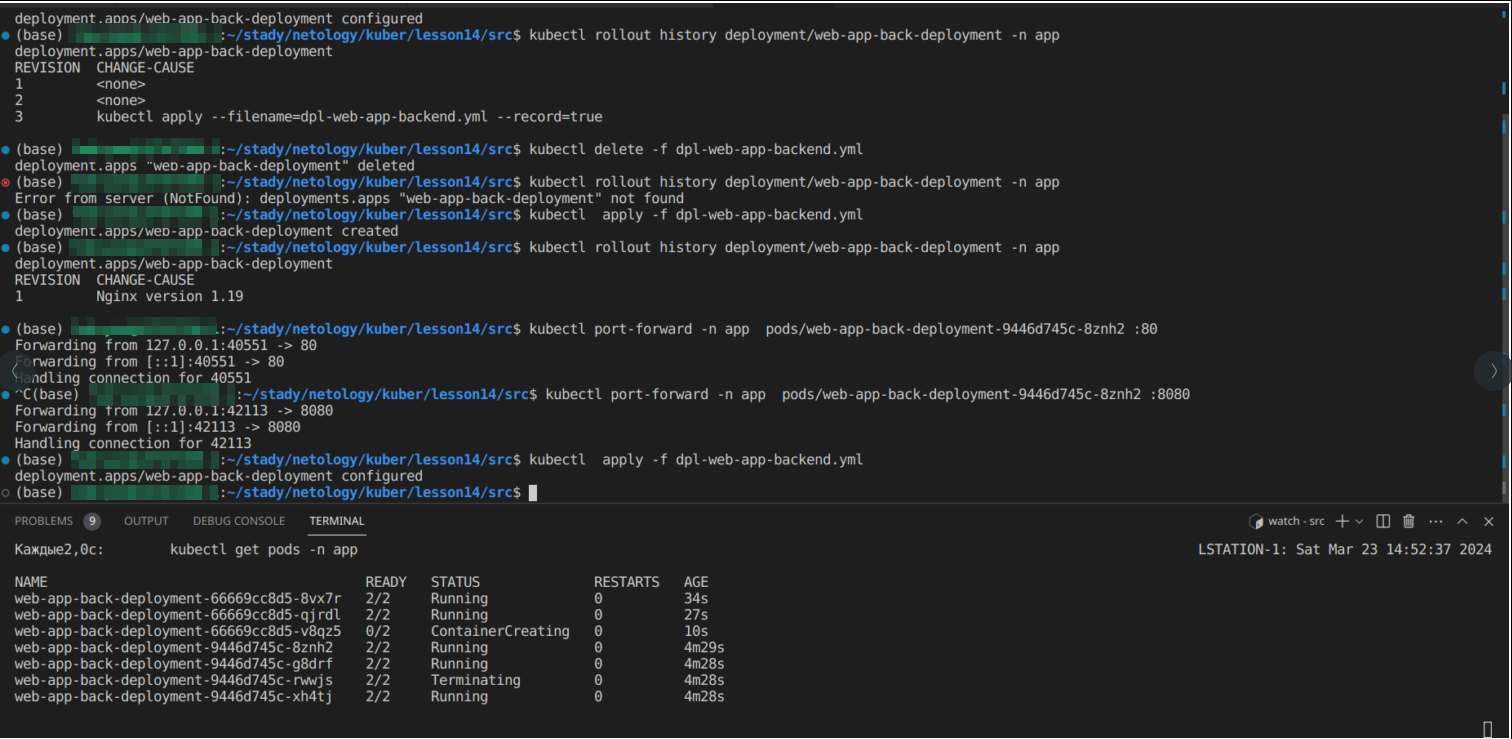 deployment.apps/web-app-back-deployment configured
(base) :~/stady/netology/kuber/lesson14/src$ kubectl rollout history deployment/web-app-back-deployment -n app
deployment.apps/web-app-back-deployment
REVISION  CHANGE-CAUSE
1         <none>
2         <none>
3         kubectl apply --filename=dpl-web-app-backend.yml --record=true
(base) :~/stady/netology/kuber/lesson14/src$ kubectl delete -f dpl-web-app-backend.yml
deployment.apps "web-app-back-deployment" deleted
(base) :~/stady/netology/kuber/lesson14/src$ kubectl rollout history deployment/web-app-back-deployment -n app
Error from server (NotFound): deployments.apps "web-app-back-deployment" not found
(base) :~/stady/netology/kuber/lesson14/src$ kubectl  apply -f dpl-web-app-backend.yml
deployment.apps/web-app-back-deployment created
(base) :~/stady/netology/kuber/lesson14/src$ kubectl rollout history deployment/web-app-back-deployment -n app
deployment.apps/web-app-back-deployment
REVISION  CHANGE-CAUSE
1         Nginx version 1.19
(base) :~/stady/netology/kuber/lesson14/src$ kubectl port-forward -n app  pods/web-app-back-deployment-9446d745c-8znh2 :80
Forwarding from 127.0.0.1:40551 -> 80
Forwarding from [::1]:40551 -> 80
Handling connection for 40551
^C(base) :~/stady/netology/kuber/lesson14/src$ kubectl port-forward -n app  pods/web-app-back-deployment-9446d745c-8znh2 :8080
Forwarding from 127.0.0.1:42113 -> 8080
Forwarding from [::1]:42113 -> 8080
Handling connection for 42113
(base) :~/stady/netology/kuber/lesson14/src$ kubectl  apply -f dpl-web-app-backend.yml
deployment.apps/web-app-back-deployment configured
(base) :~/stady/netology/kuber/lesson14/src$
PROBLEMS 9 OUTPUT DEBUG CONSOLE TERMINAL watch - src
Каждые2,0с: kubectl get pods -n app LSTATION-1: Sat Mar 23 14:52:37 2024
NAME READY STATUS RESTARTS AGE
web-app-back-deployment-66669cc8d5-8vx7r 2/2 Running 0 34s
web-app-back-deployment-66669cc8d5-qjrdl 2/2 Running 0 27s
web-app-back-deployment-66669cc8d5-v8qz5 0/2 ContainerCreating 0 10s
web-app-back-deployment-9446d745c-8znh2 2/2 Running 0 4m29s
web-app-back-deployment-9446d745c-g8drf 2/2 Running 0 4m28s
web-app-back-deployment-9446d745c-rwwjs 2/2 Terminating 0 4m28s
web-app-back-deployment-9446d745c-xh4tj 2/2 Running 0 4m28s